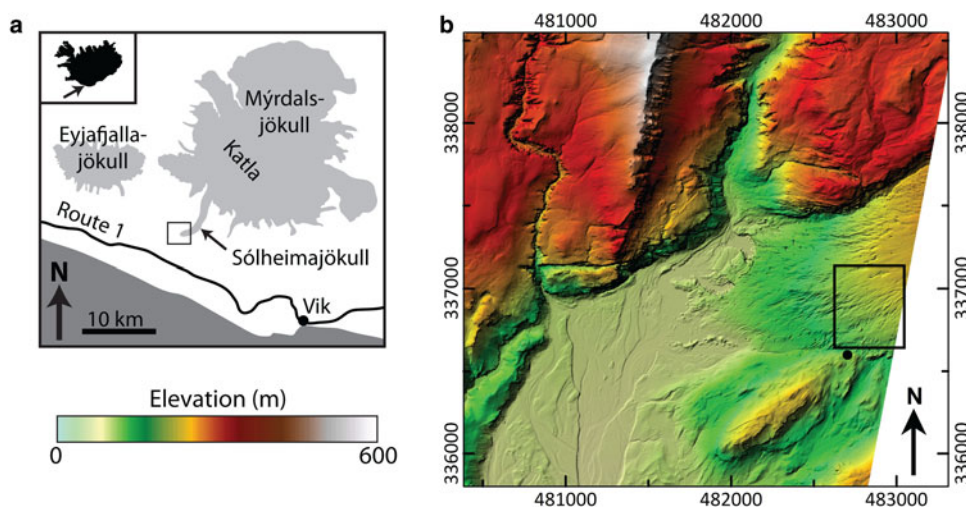 a
Eyjafjalla-
jökull
Mýrdals-
jökull
Katla
Route 1
Sólheimajökull
N
10 km
Vik
Elevation (m)
0
600
b
481000
482000
483000
338000
337000
336000
338000
337000
336000
N
481000
482000
483000